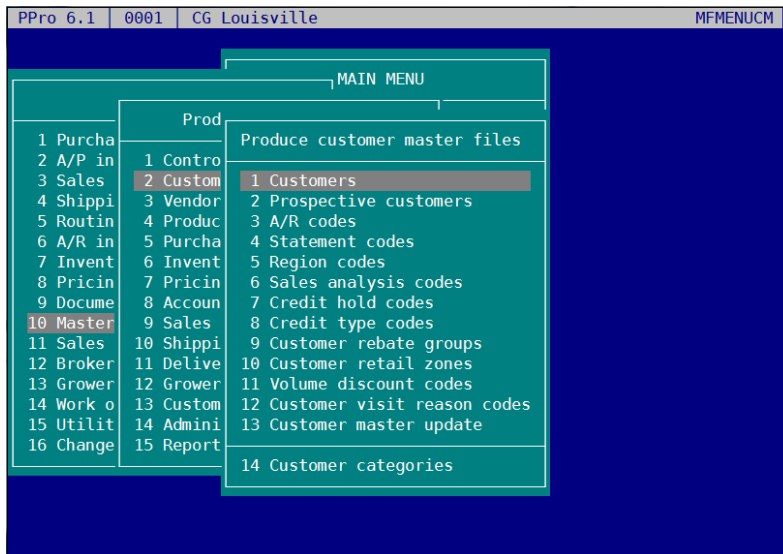 PPro 6.1 0001 CG Louisville MFMENUCM
MAIN MENU
Prod
Produce customer master files
1 Purcha
2 A/P in
3 Sales
4 Shippi
5 Routin
6 A/R in
7 Invent
8 Pricin
9 Docume
10 Master
11 Sales
12 Broker
13 Grower
14 Work o
15 Utilit
16 Change
1 Contro
2 Custom
3 Vendor
4 Produc
5 Purcha
6 Invent
7 Pricin
8 Accoun
9 Sales
10 Shippi
11 Delive
12 Grower
13 Custom
14 Admini
15 Report
1 Customers
2 Prospective customers
3 A/R codes
4 Statement codes
5 Region codes
6 Sales analysis codes
7 Credit hold codes
8 Credit type codes
9 Customer rebate groups
10 Customer retail zones
11 Volume discount codes
12 Customer visit reason codes
13 Customer master update
14 Customer categories